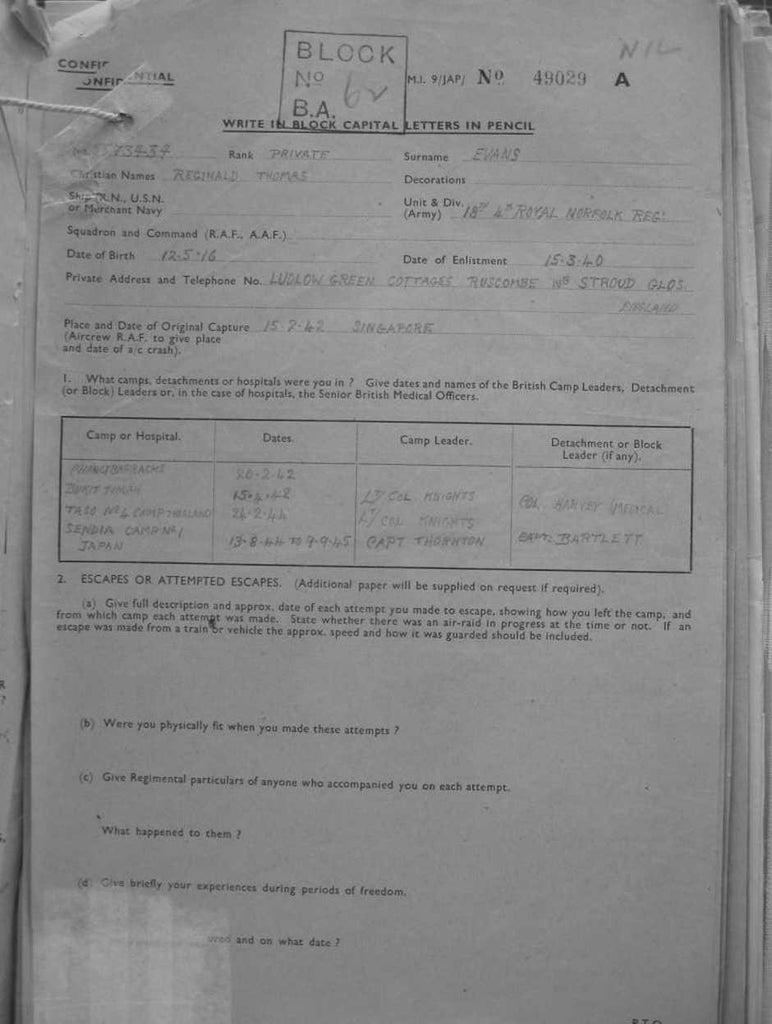 CONFIDENTIAL
BLOCK
No
B.A.
NIL
M.I. 9/JAP/ No 49029 A
WRITE IN BLOCK CAPITAL LETTERS IN PENCIL
Rank PRIVATE Surname EVANS
Christian Names REGINALD THOMAS Decorations
Ship R.N., U.S.N.
or Merchant Navy
Unit & Div.
(Army) 18TH 4TH ROYAL NORFOLK REG:
Squadron and Command (R.A.F., A.A.F.)
Date of Birth 12-5-16 Date of Enlistment 15-3-40
Private Address and Telephone No. LUDLOW GREEN COTTAGES RUSCOMBE NR STROUD GLOS
ENGLAND
Place and Date of Original Capture 15.2.42 SINGAPORE
(Aircrew R.A.F. to give place
and date of a/c crash).
1. What camps, detachments or hospitals were you in ? Give dates and names of the British Camp Leaders, Detachment
(or Block) Leaders or, in the case of hospitals, the Senior British Medical Officers.
Camp or Hospital. Dates. Camp Leader. Detachment or Block
Leader (if any).
BARRACKS 20-2-42
BUKIT TIMAH 15.4.42 LT COL KNIGHTS
TASO No 4 CAMP THAILAND 26-2-44 LT COL KNIGHTS COL. HARVEY (MEDICAL
SENDIA CAMP No 1
JAPAN 13-8-44 TO 9-9-45 CAPT THORNTON CAPT. BARTLETT
2. ESCAPES OR ATTEMPTED ESCAPES. (Additional paper will be supplied on request if required).
(a) Give full description and approx. date of each attempt you made to escape, showing how you left the camp, and
from which camp each attempt was made. State whether there was an air-raid in progress at the time or not. If an
escape was made from a train or vehicle the approx. speed and how it was guarded should be included.
(b) Were you physically fit when you made these attempts ?
(c) Give Regimental particulars of anyone who accompanied you on each attempt.
What happened to them ?
(d) Give briefly your experiences during periods of freedom.
and on what date ?
P.T.O.